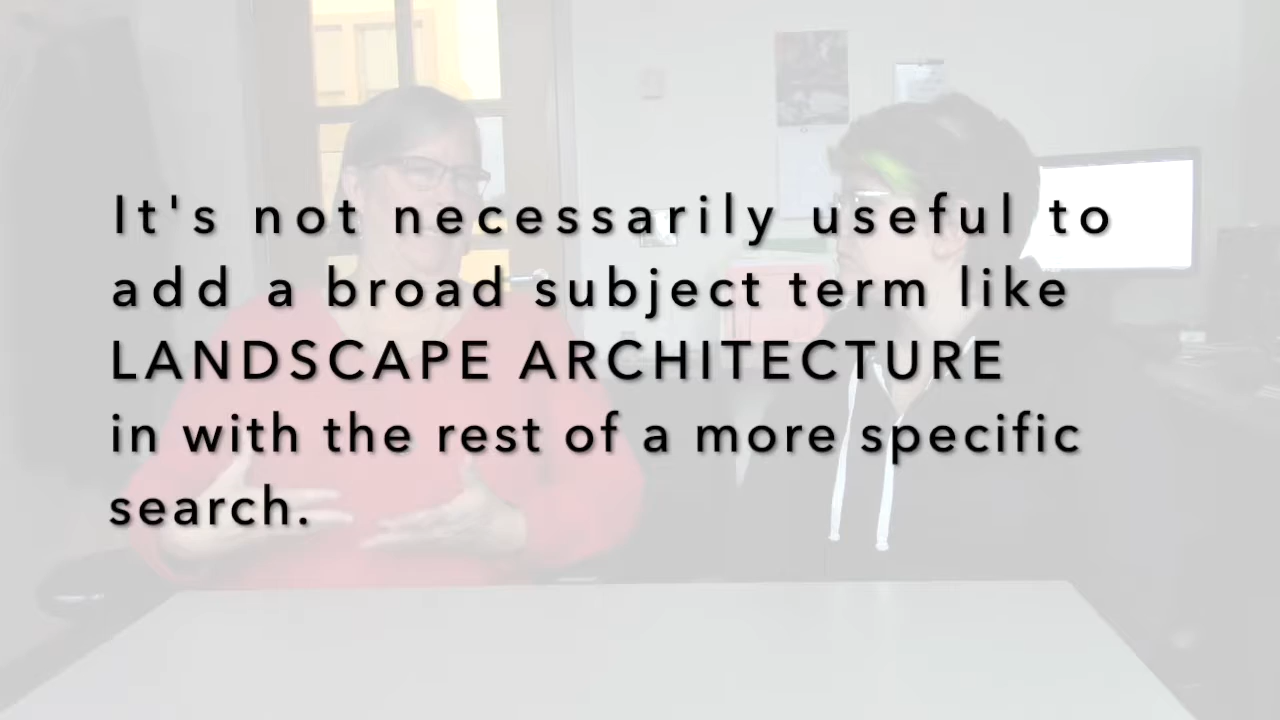 It's not necessarily useful to
add a broad subject term like
LANDSCAPE ARCHITECTURE
in with the rest of a more specific
search.